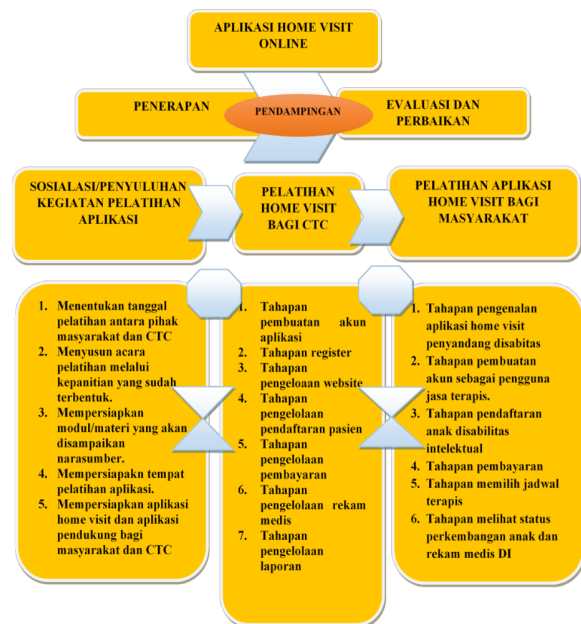 APLIKASI HOME VISIT
ONLINE
PENERAPAN
PENDAMPINGAN
EVALUASI DAN
PERBAIKAN
SOSIALASI/PENYULUHAN
KEGIATAN PELATIHAN
APLIKASI
PELATIHAN
HOME VISIT
BAGI CTC
PELATIHAN APLIKASI
HOME VISIT BAGI
MASYARAKAT
1. Menentukan tanggal
pelatihan antara pihak
masyarakat dan CTC
2. Menyusun acara
pelatihan melalui
kepanitian yang sudah
terbentuk.
3. Mempersiapkan
modul/materi yang akan
disampaikan
narasumber.
4. Mempersiapakn tempat
pelatihan aplikasi.
5. Mempersiapkan aplikasi
home visit dan aplikasi
pendukung bagi
masyarakat dan CTC
1. Tahapan
pembuatan akun
aplikasi
2. Tahapan register
3. Tahapan
pengeloaan website
4. Tahapan
pengelolaan
pendaftaran pasien
5. Tahapan
pengelolaan
pembayaran
6. Tahapan
pengelolaan rekam
medis
7. Tahapan
pengelolaan
laporan
1. Tahapan pengenalan
aplikasi home visit
penyandang disabitas
2. Tahapan pembuatan
akun sebagai pengguna
jasa terapis.
3. Tahapan pendaftaran
anak disabilitas
intelektual
4. Tahapan pembayaran
5. Tahapan memilih jadwal
terapis
6. Tahapan melihat status
perkembangan anak dan
rekam medis DI